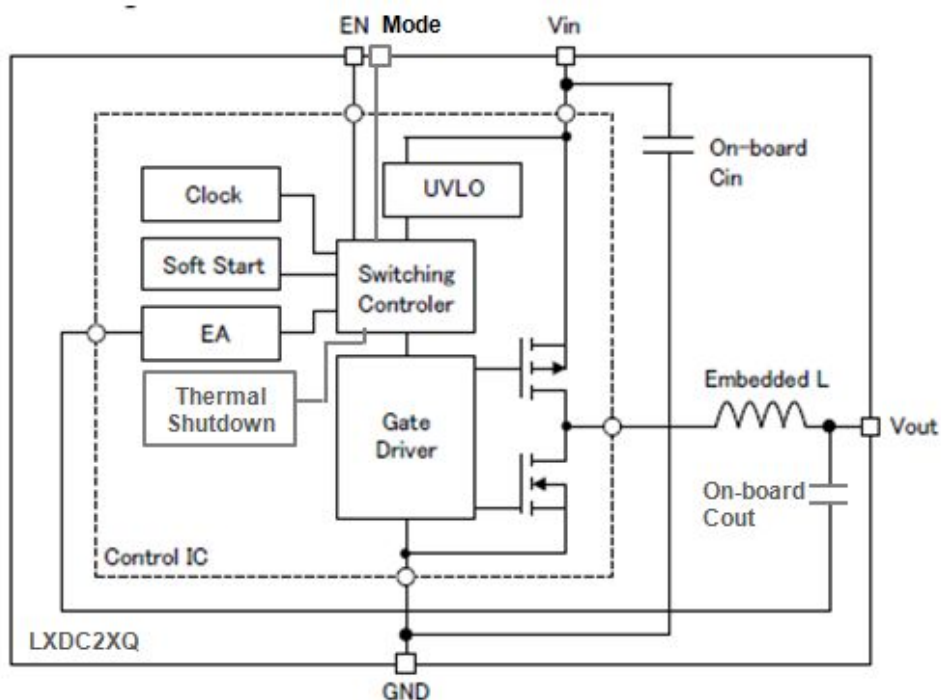 EN Mode Vin
On-board
Cin
UVLO
Clock
Soft Start
Switching
Controler
EA
Thermal
Shutdown
Gate
Driver
Embedded L
Vout
On-board
Cout
Control IC
LXDC2XQ
GND